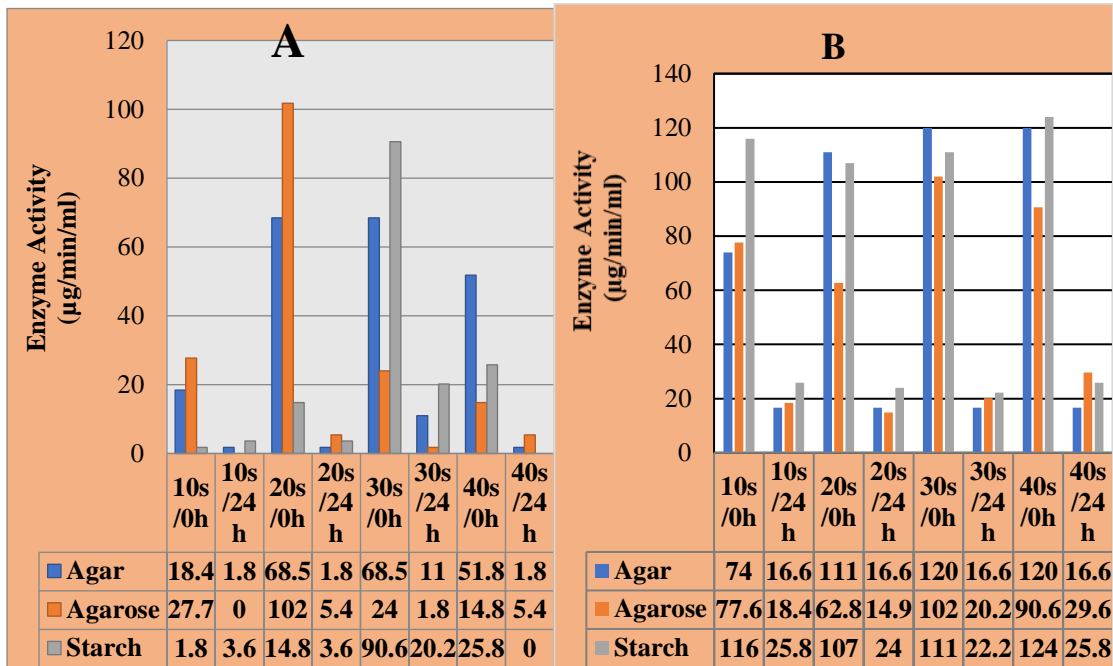 A
Enzyme Activity
(µg/min/ml)
120
100
80
60
40
20
0
10s
/0h
10s
/24
h
20s
/0h
20s
/24
h
30s
/0h
30s
/24
h
40s
/0h
40s
/24
h
Agar 18.4 1.8 68.5 1.8 68.5 11 51.8 1.8
Agarose 27.7 0 102 5.4 24 1.8 14.8 5.4
Starch 1.8 3.6 14.8 3.6 90.6 20.2 25.8 0
B
Enzyme Activity
(µg/min/ml)
140
120
100
80
60
40
20
0
10s
/0h
10s
/24
h
20s
/0h
20s
/24
h
30s
/0h
30s
/24
h
40s
/0h
40s
/24
h
Agar 74 16.6 111 16.6 120 16.6 120 16.6
Agarose 77.6 18.4 62.8 14.9 102 20.2 90.6 29.6
Starch 116 25.8 107 24 111 22.2 124 25.8